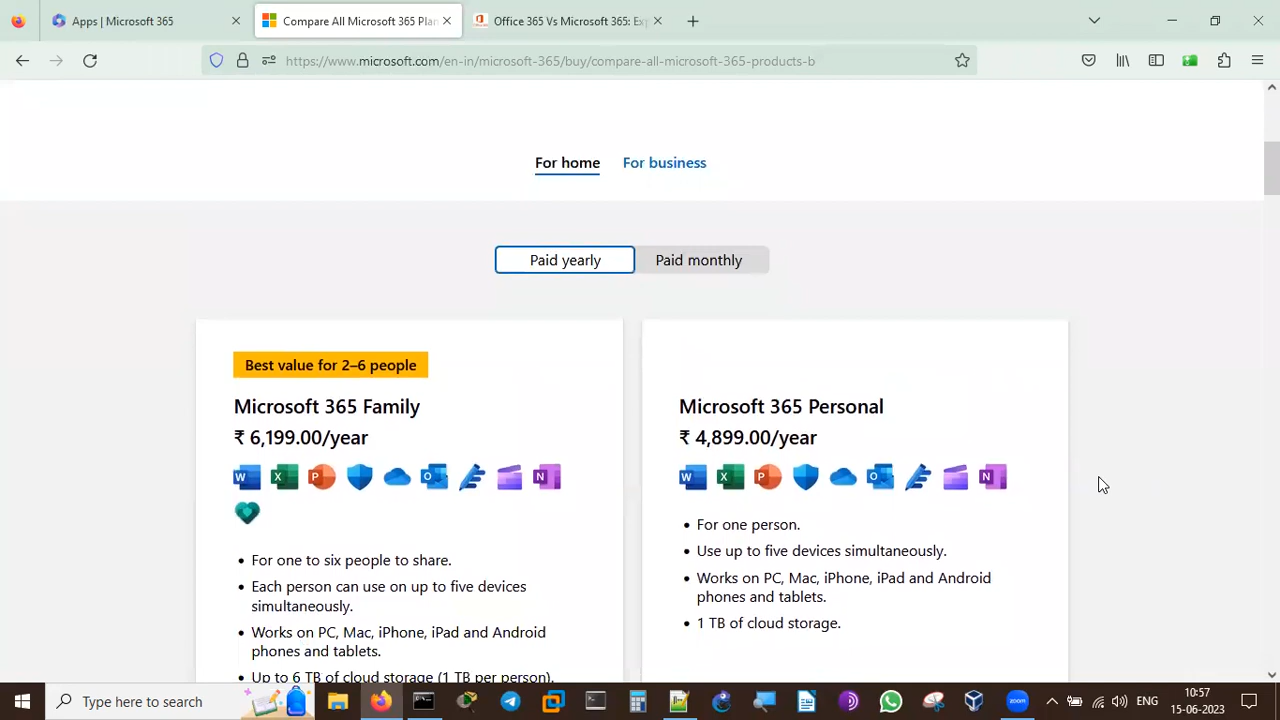 Apps | Microsoft 365
Compare All Microsoft 365 Plan
Office 365 Vs Microsoft 365: Ex
https://www.microsoft.com/en-in/microsoft-365/buy/compare-all-microsoft-365-products-b
For home For business
Paid yearly Paid monthly
Best value for 2–6 people
Microsoft 365 Family
₹ 6,199.00/year
W X P O N
For one to six people to share.
Each person can use on up to five devices
simultaneously.
Works on PC, Mac, iPhone, iPad and Android
phones and tablets.
Up to 6 TB of cloud storage (1 TB per person).
Microsoft 365 Personal
₹ 4,899.00/year
W X P O N
For one person.
Use up to five devices simultaneously.
Works on PC, Mac, iPhone, iPad and Android
phones and tablets.
1 TB of cloud storage.
Type here to search
zoom
ENG
10:57
15-06-2023